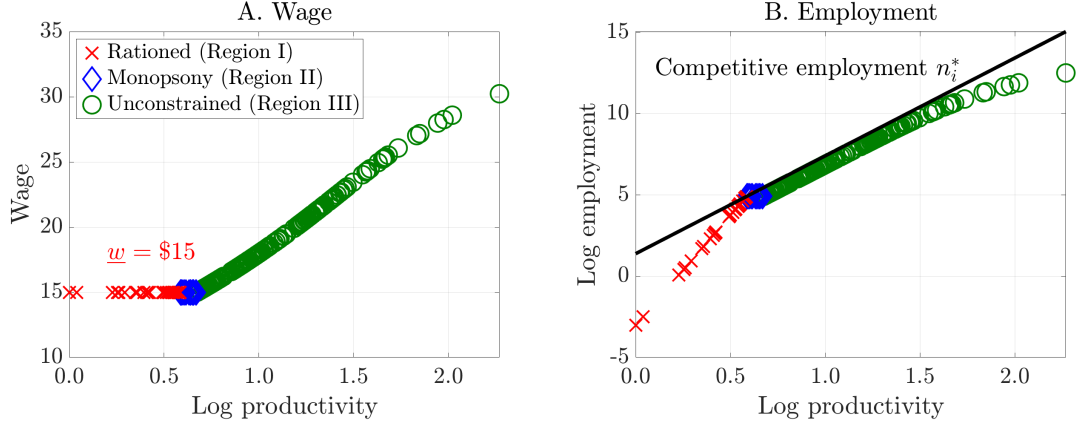 A. Wage
35
30
25
20
15
10
Wage
Rationed (Region I)
Monopsony (Region II)
Unconstrained (Region III)
w = $15
0.0 0.5 1.0 1.5 2.0
Log productivity
B. Employment
15
10
5
0
-5
Log employment
Competitive employment n_i^*
0.0 0.5 1.0 1.5 2.0
Log productivity